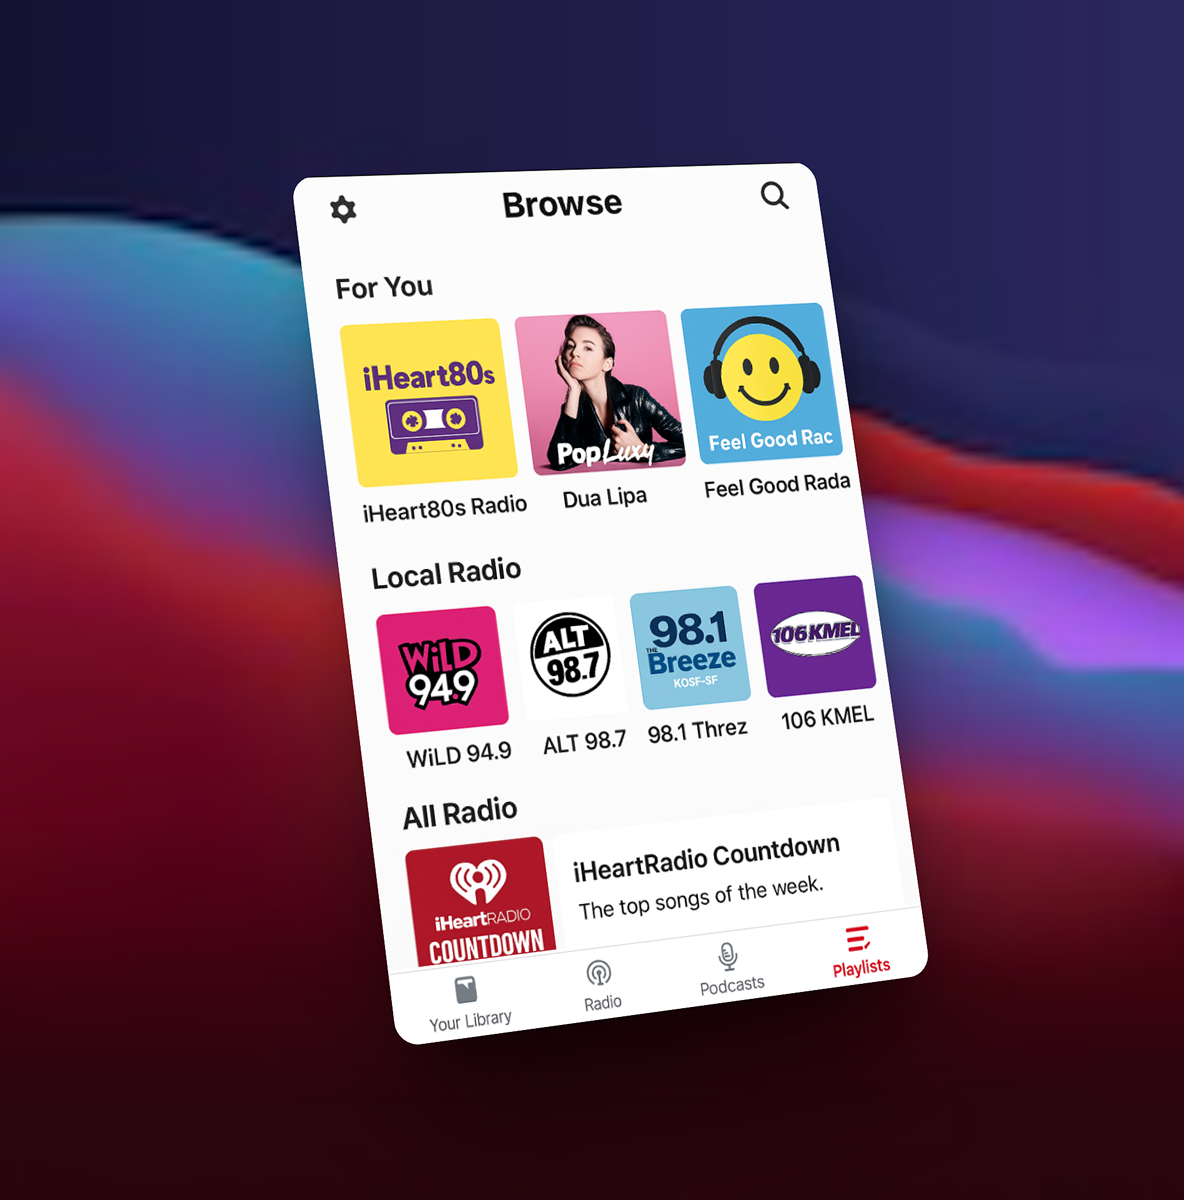 Browse
For You
iHeart80s
PopLuxy
Feel Good Rac
iHeart80s Radio
Dua Lipa
Feel Good Rada
Local Radio
WiLD
94.9
ALT
98.7
98.1
THE
Breeze
KOSF-SF
106 KMEL
WiLD 94.9
ALT 98.7
98.1 Threz
106 KMEL
All Radio
iHeartRADIO
COUNTDOWN
iHeartRadio Countdown
The top songs of the week.
Your Library
Radio
Podcasts
Playlists